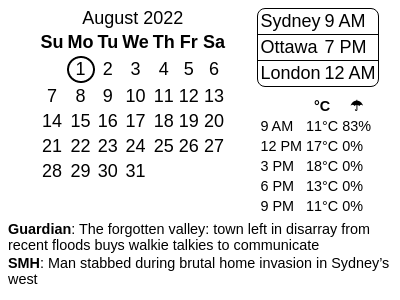 August 2022
Su Mo Tu We Th Fr Sa
1 2 3 4 5 6
7 8 9 10 11 12 13
14 15 16 17 18 19 20
21 22 23 24 25 26 27
28 29 30 31
Sydney 9 AM
Ottawa 7 PM
London 12 AM
°C ☂
9 AM 11°C 83%
12 PM 17°C 0%
3 PM 18°C 0%
6 PM 13°C 0%
9 PM 11°C 0%
Guardian: The forgotten valley: town left in disarray from
recent floods buys walkie talkies to communicate
SMH: Man stabbed during brutal home invasion in Sydney’s
west